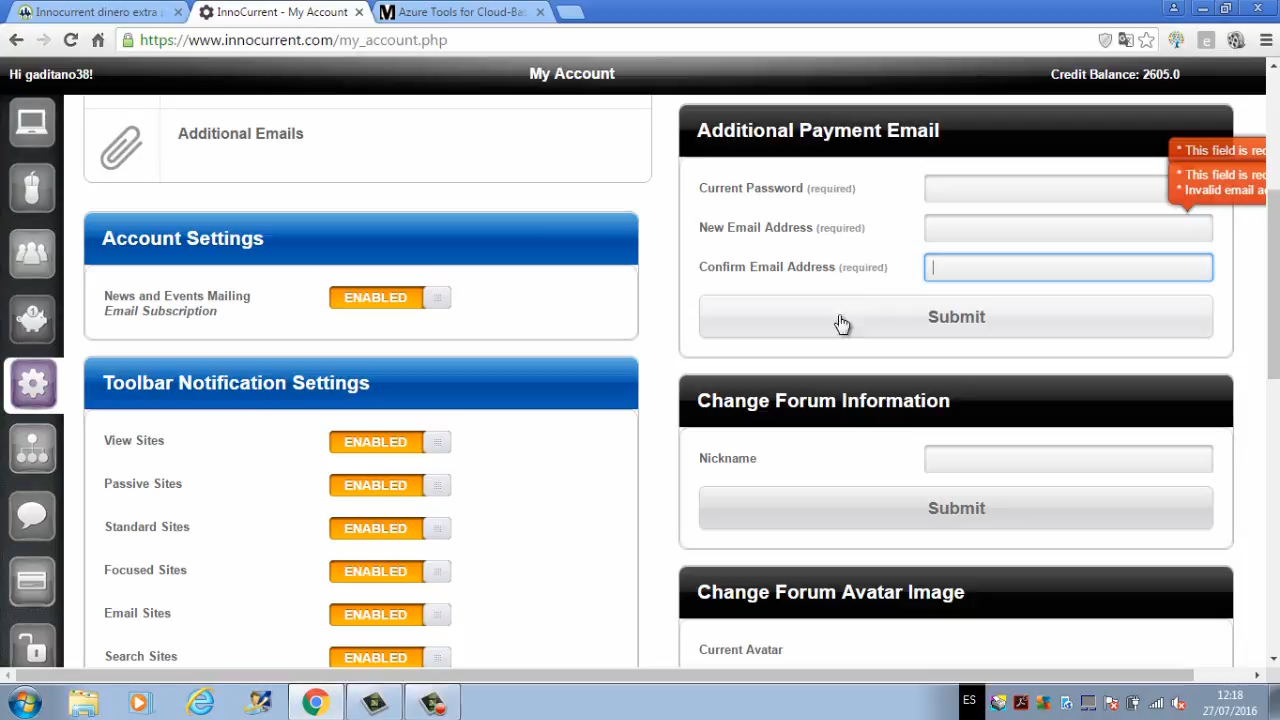 Innocurrent dinero extra
InnoCurrent - My Account
Azure Tools for Cloud-Bas
https://www.innocurrent.com/my_account.php
Hi gaditano38!
My Account
Credit Balance: 2605.0
Additional Emails
Account Settings
News and Events Mailing
Email Subscription
ENABLED
Toolbar Notification Settings
View Sites
ENABLED
Passive Sites
ENABLED
Standard Sites
ENABLED
Focused Sites
ENABLED
Email Sites
ENABLED
Search Sites
ENABLED
Additional Payment Email
* This field is req
* This field is req
* Invalid email ad
Current Password (required)
New Email Address (required)
Confirm Email Address (required)
Submit
Change Forum Information
Nickname
Submit
Change Forum Avatar Image
Current Avatar
ES
12:18
27/07/2016